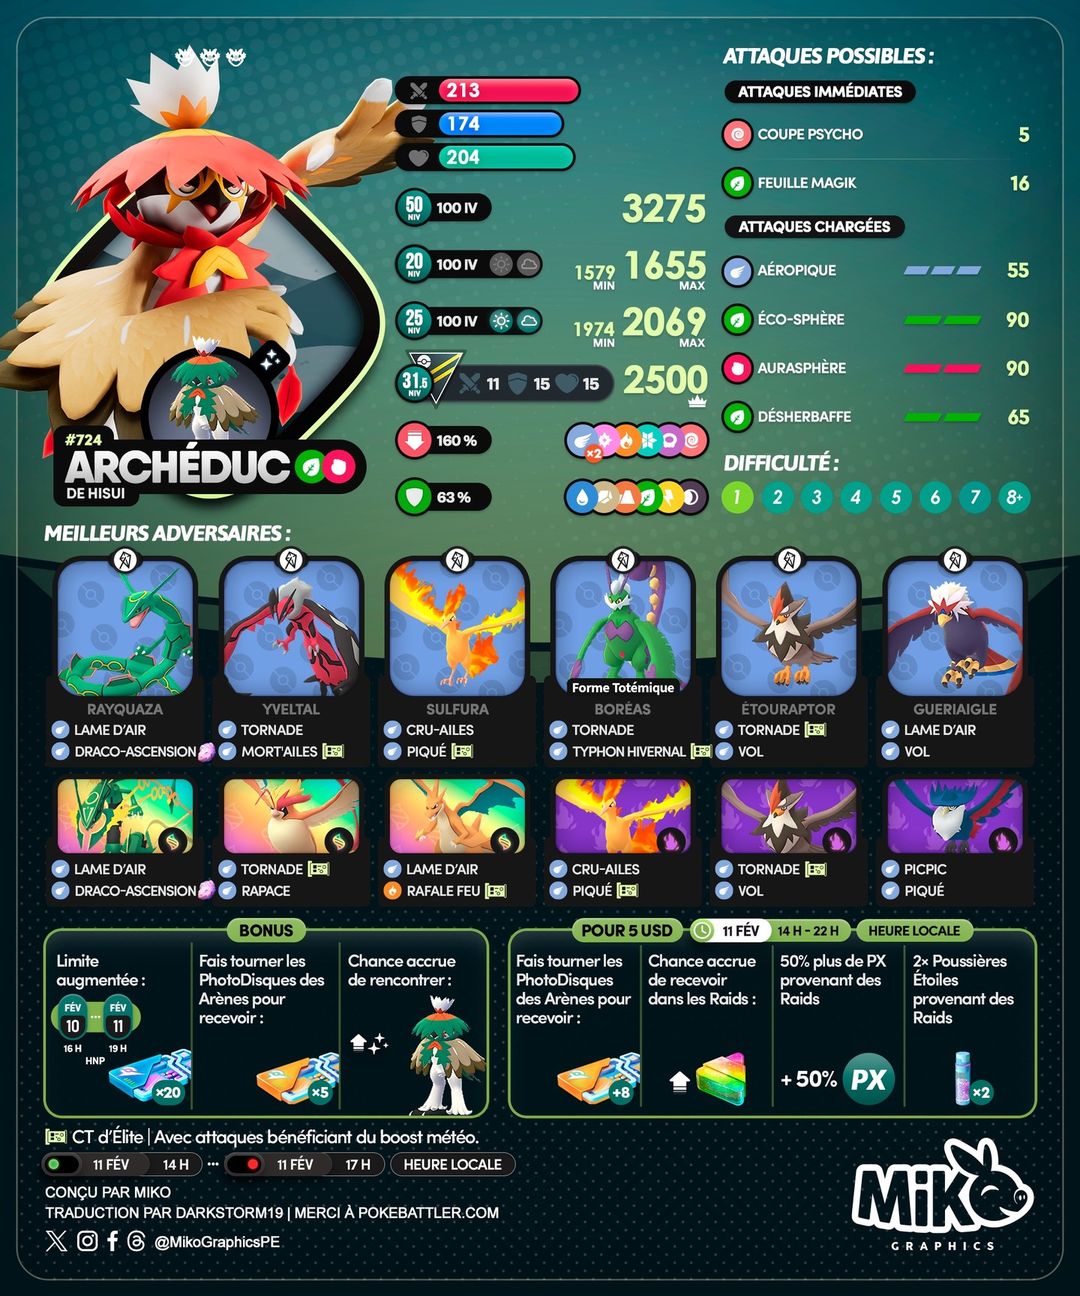 213
174
204
50 NIV 100 IV 3275
20 NIV 100 IV 1579 MIN 1655 MAX
25 NIV 100 IV 1974 MIN 2069 MAX
31.5 NIV 11 15 15 2500
160 %
×2
63 %
#724
ARCHÉDUC
DE HISUI
ATTAQUES POSSIBLES :
ATTAQUES IMMÉDIATES
COUPE PSYCHO 5
FEUILLE MAGIK 16
ATTAQUES CHARGÉES
AÉROPIQUE 55
ÉCO-SPHÈRE 90
AURASPHÈRE 90
DÉSHERBAFFE 65
DIFFICULTÉ :
1 2 3 4 5 6 7 8+
MEILLEURS ADVERSAIRES :
Forme Totémique
RAYQUAZA YVELTAL SULFURA BORÉAS ÉTOURAPTOR GUERIAIGLE
LAME D'AIR TORNADE CRU-AILES TORNADE TORNADE LAME D'AIR
DRACO-ASCENSION MORT'AILES PIQUÉ TYPHON HIVERNAL VOL VOL
LAME D'AIR TORNADE LAME D'AIR CRU-AILES TORNADE PICPIC
DRACO-ASCENSION RAPACE RAFALE FEU PIQUÉ VOL PIQUÉ
BONUS
Limite
augmentée :
FÉV 10 ... FÉV 11
16 H 19 H
HNP
×20
Fais tourner les
PhotoDisques des
Arènes pour
recevoir :
×5
Chance accrue
de rencontrer :
POUR 5 USD 11 FÉV 14 H - 22 H HEURE LOCALE
Fais tourner les
PhotoDisques
des Arènes pour
recevoir :
+8
Chance accrue
de recevoir
dans les Raids :
50% plus de PX
provenant des
Raids
+ 50% PX
2× Poussières
Étoiles
provenant des
Raids
×2
CT d'Élite | Avec attaques bénéficiant du boost météo.
11 FÉV 14 H ... 11 FÉV 17 H HEURE LOCALE
CONÇU PAR MIKO
TRADUCTION PAR DARKSTORM19 | MERCI À POKEBATTLER.COM
@MikoGraphicsPE
MiKO
GRAPHICS